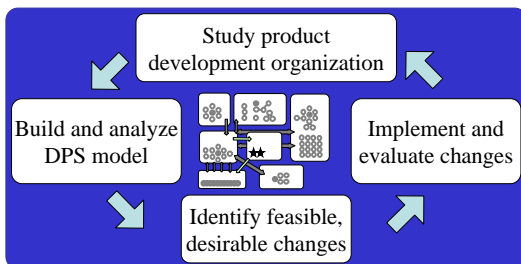 Study product
development organization
Build and analyze
DPS model
Implement and
evaluate changes
Identify feasible,
desirable changes